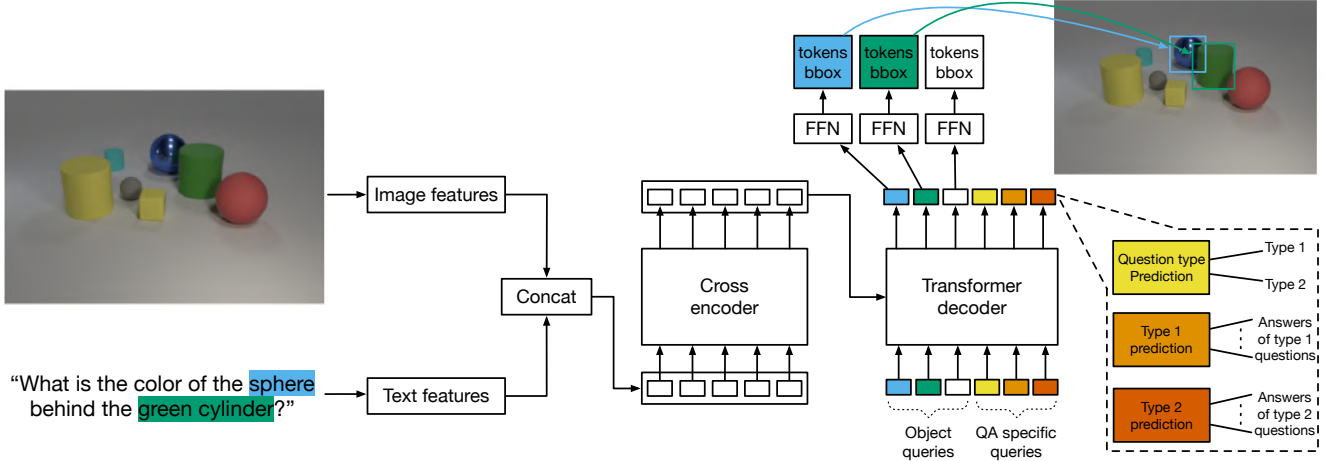 tokens
bbox
tokens
bbox
tokens
bbox
FFN
FFN
FFN
Image features
Concat
Text features
“What is the color of the sphere
behind the green cylinder?”
Cross
encoder
Transformer
decoder
Object
queries
QA specific
queries
Question type
Prediction
Type 1
Type 2
Type 1
prediction
Answers
of type 1
questions
Type 2
prediction
Answers
of type 2
questions